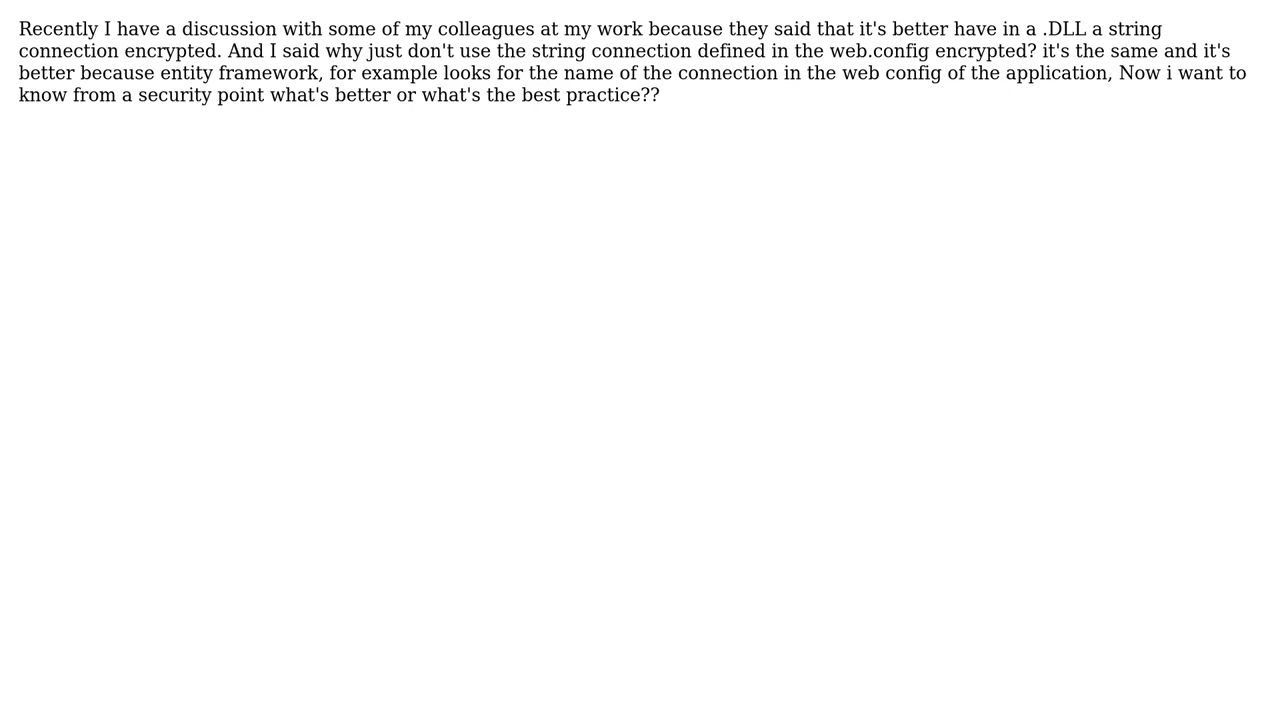 Recently I have a discussion with some of my colleagues at my work because they said that it's better have in a .DLL a string
connection encrypted. And I said why just don't use the string connection defined in the web.config encrypted? it's the same and it's
better because entity framework, for example looks for the name of the connection in the web config of the application, Now i want to
know from a security point what's better or what's the best practice??